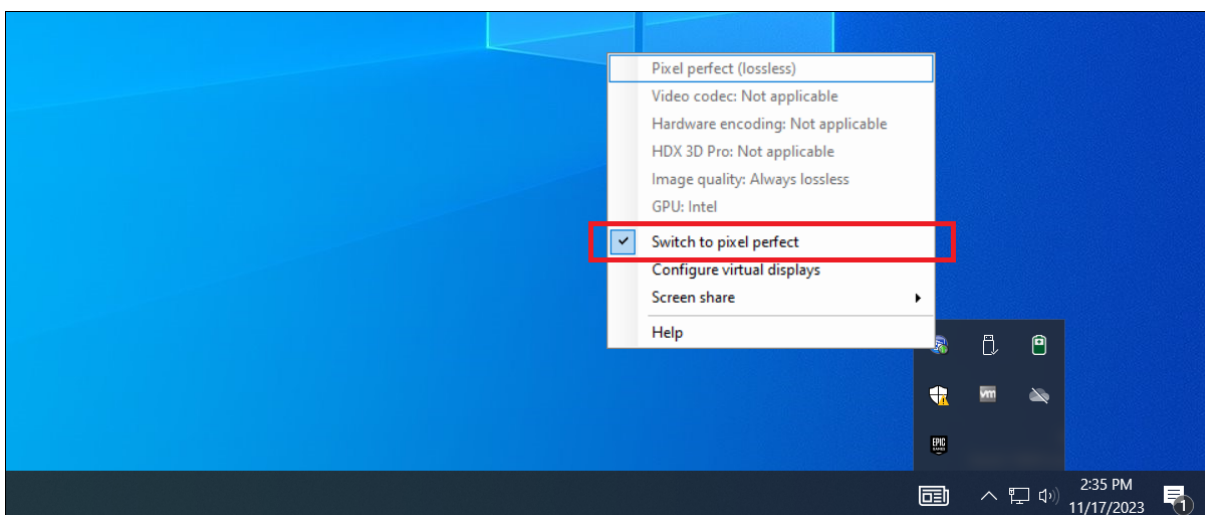 Pixel perfect (lossless)
Video codec: Not applicable
Hardware encoding: Not applicable
HDX 3D Pro: Not applicable
Image quality: Always lossless
GPU: Intel
Switch to pixel perfect
Configure virtual displays
Screen share
Help
vm
EPIC
GAMES
2:35 PM
11/17/2023
1